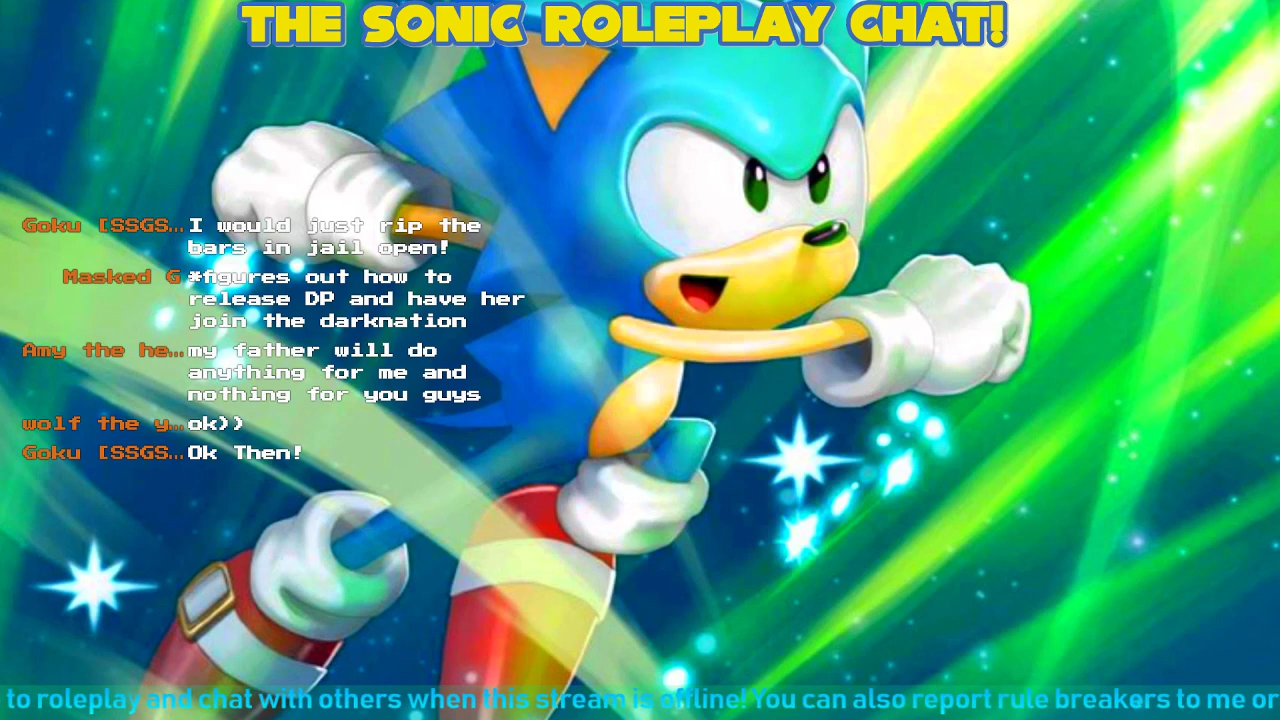 THE SONIC ROLEPLAY CHAT!
Goku [SSGS... I would just rip the
bars in jail open!
Masked G *figures out how to
release DP and have her
join the darknation
Amy the he... my father will do
anything for me and
nothing for you guys
wolf the y... ok))
Goku [SSGS... Ok Then!
to roleplay and chat with others when this stream is offline! You can also report rule breakers to me or